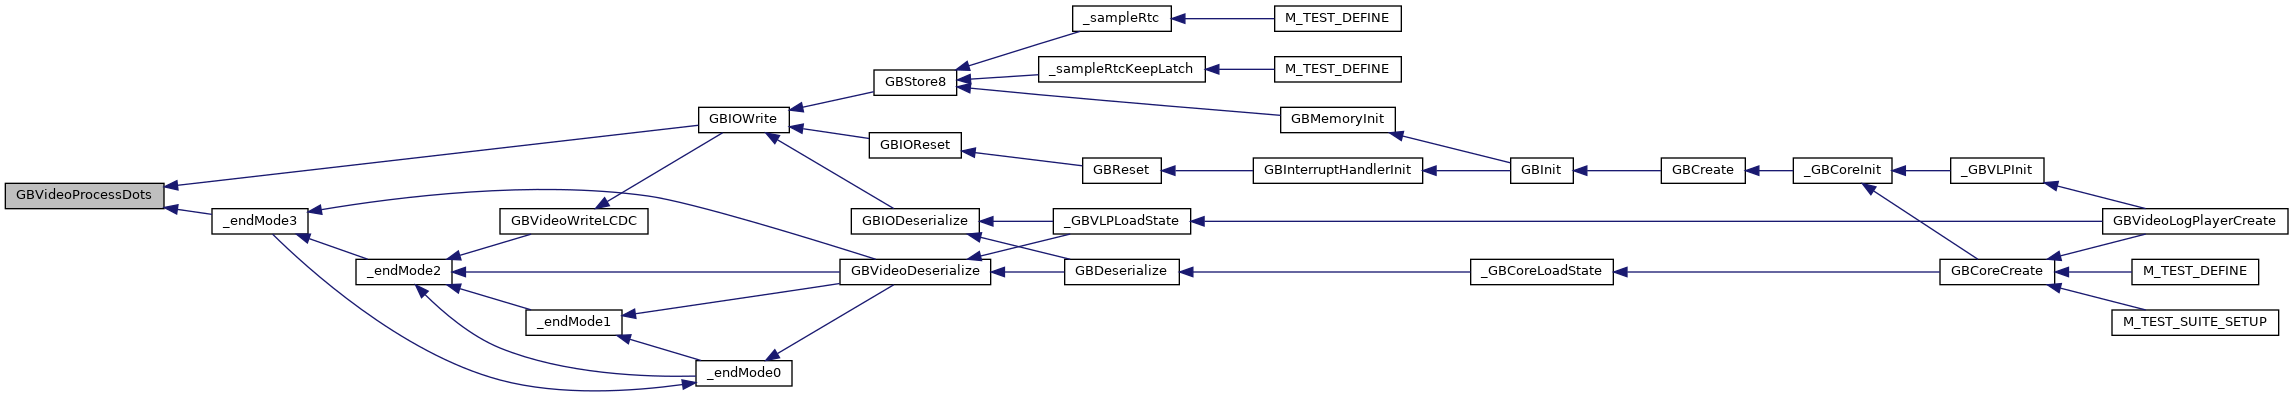 _sampleRtc
M_TEST_DEFINE
_sampleRtcKeepLatch
M_TEST_DEFINE
GBStore8
GBIOWrite
GBMemoryInit
GBIOReset
GBReset
GBInterruptHandlerInit
GBInit
GBCreate
_GBCoreInit
_GBVLPInit
GBVideoProcessDots
_endMode3
GBVideoWriteLCDC
GBIODeserialize
_GBVLPLoadState
GBVideoLogPlayerCreate
_endMode2
GBVideoDeserialize
GBDeserialize
_GBCoreLoadState
GBCoreCreate
M_TEST_DEFINE
_endMode1
M_TEST_SUITE_SETUP
_endMode0